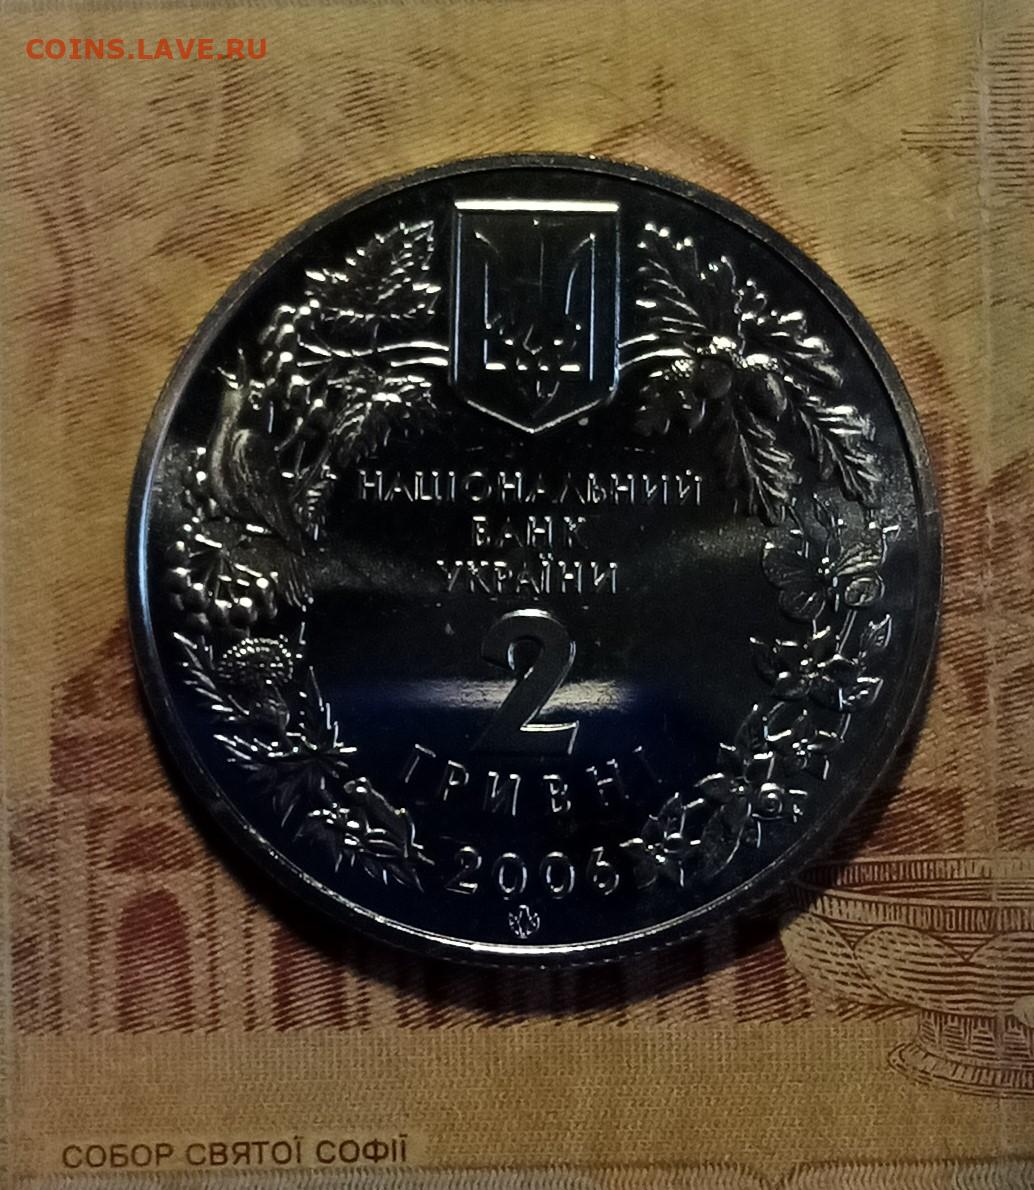 COINS.LAVE.RU
НАЦІОНАЛЬНИЙ
БАНК
УКРАЇНИ
2
ГРИВНІ
2006
СОБОР СВЯТОЇ СОФІЇ